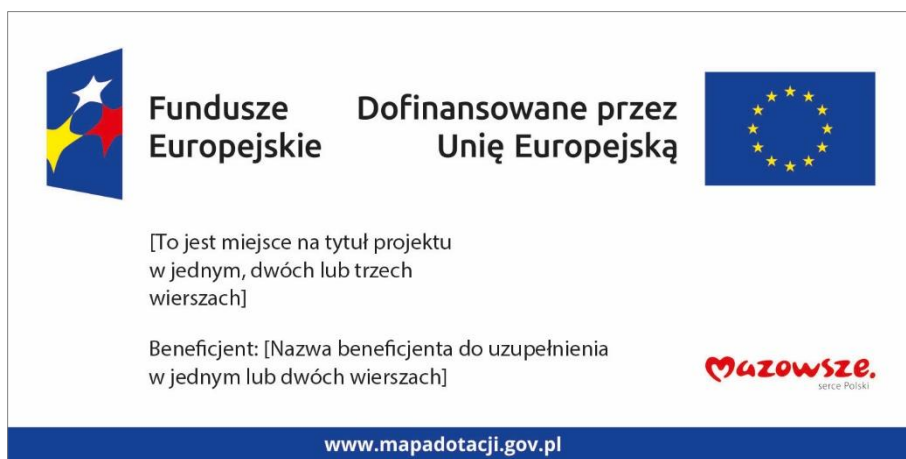 Fundusze
Europejskie
Dofinansowane przez
Unię Europejską
[To jest miejsce na tytuł projektu
w jednym, dwóch lub trzech
wierszach]
Beneficjent: [Nazwa beneficjenta do uzupełnienia
w jednym lub dwóch wierszach]
Mazowsze.
serce Polski
www.mapadotacji.gov.pl